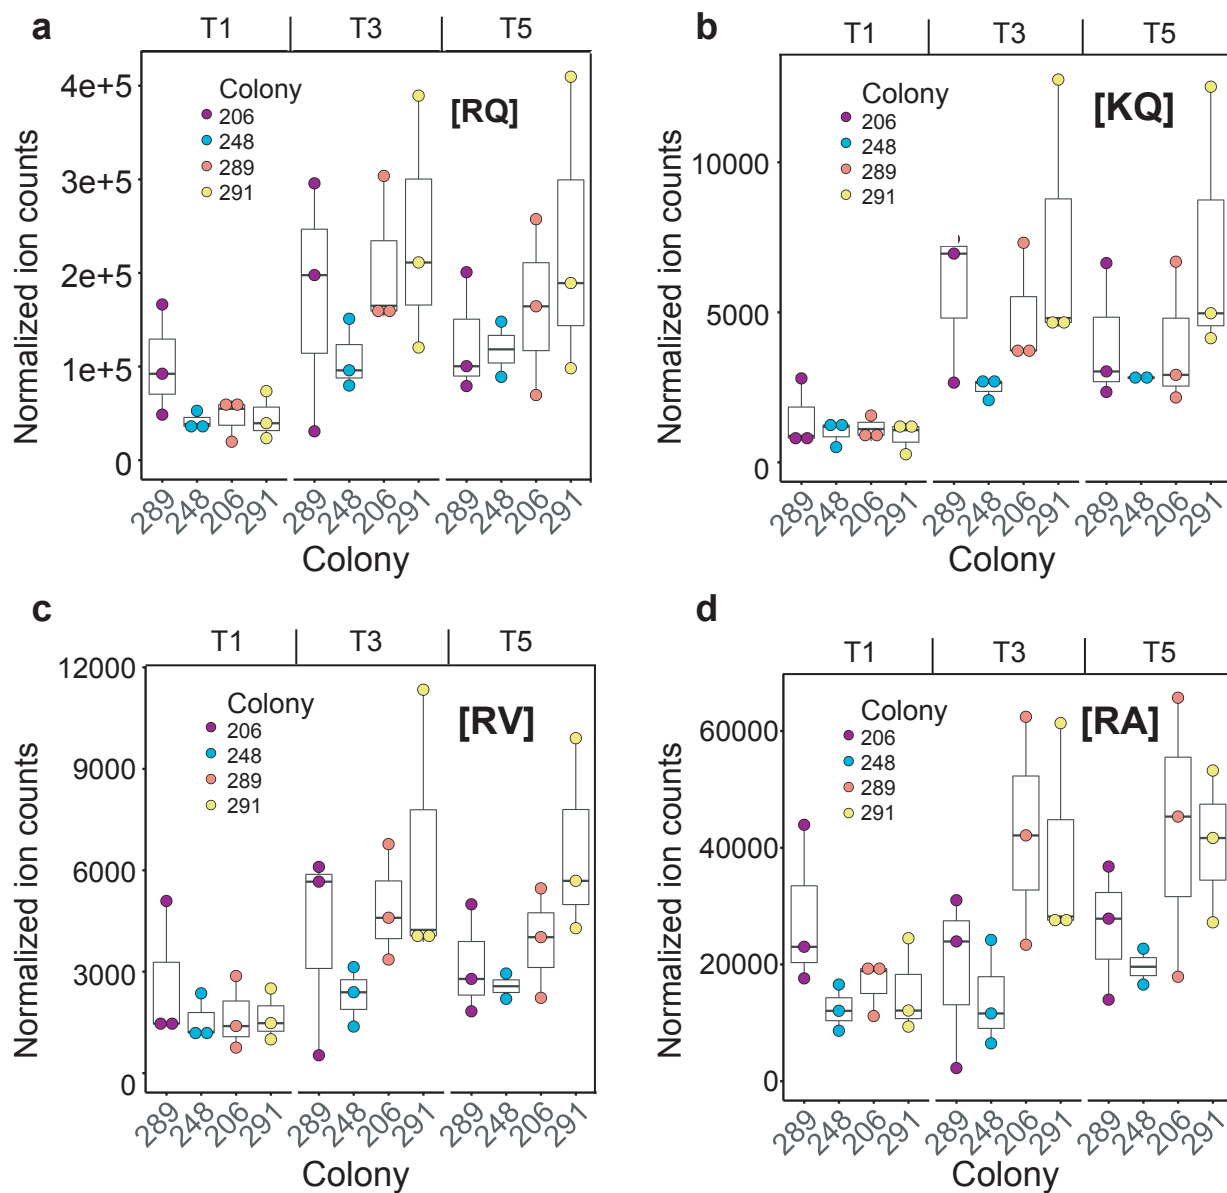 a
T1 T3 T5
Normalized ion counts
4e+5
3e+5
2e+5
1e+5
0
Colony
206
248
289
291
[RQ]
289 248 206 291 289 248 206 291 289 248 206 291
Colony
b
T1 T3 T5
Normalized ion counts
10000
5000
0
Colony
206
248
289
291
[KQ]
289 248 206 291 289 248 206 291 289 248 206 291
Colony
c
T1 T3 T5
Normalized ion counts
12000
9000
6000
3000
0
Colony
206
248
289
291
[RV]
289 248 206 291 289 248 206 291 289 248 206 291
Colony
d
T1 T3 T5
Normalized ion counts
60000
40000
20000
0
Colony
206
248
289
291
[RA]
289 248 206 291 289 248 206 291 289 248 206 291
Colony